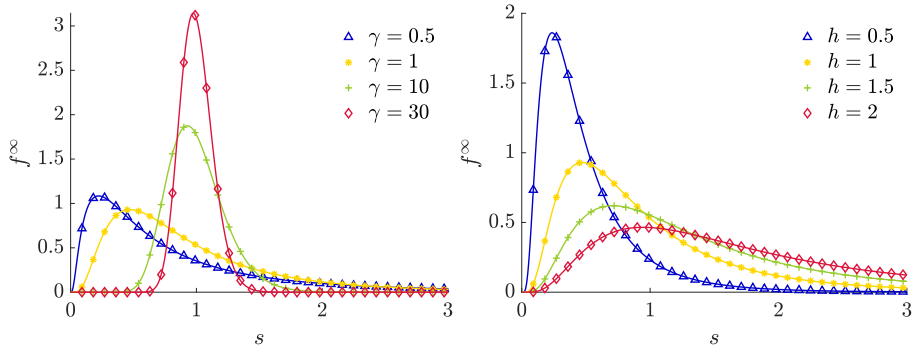 3
2.5
2
1.5
1
0.5
0
0 1 2 3
f∞
s
γ = 0.5
γ = 1
γ = 10
γ = 30
2
1.5
1
0.5
0
0 1 2 3
f∞
s
h = 0.5
h = 1
h = 1.5
h = 2